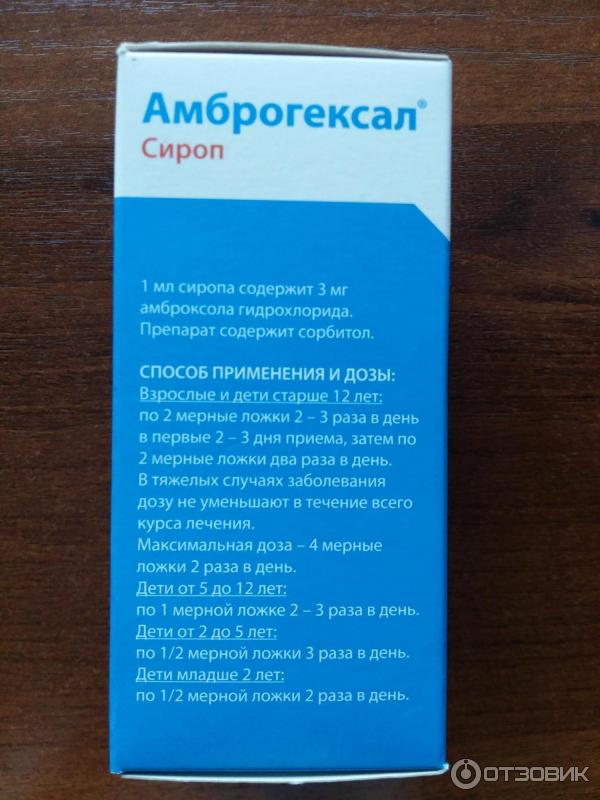 Амброгексал®
Сироп
1 мл сиропа содержит 3 мг
амброксола гидрохлорида.
Препарат содержит сорбитол.
СПОСОБ ПРИМЕНЕНИЯ И ДОЗЫ:
Взрослые и дети старше 12 лет:
по 2 мерные ложки 2 – 3 раза в день
в первые 2 – 3 дня приема, затем по
2 мерные ложки два раза в день.
В тяжелых случаях заболевания
дозу не уменьшают в течение всего
курса лечения.
Максимальная доза – 4 мерные
ложки 2 раза в день.
Дети от 5 до 12 лет:
по 1 мерной ложке 2 – 3 раза в день.
Дети от 2 до 5 лет:
по 1/2 мерной ложки 3 раза в день.
Дети младше 2 лет:
по 1/2 мерной ложки 2 раза в день.
ОТЗОВИК